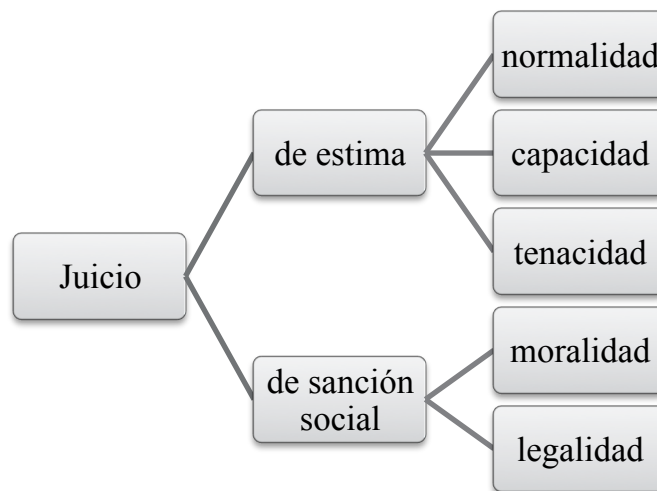 Juicio
de estima
normalidad
capacidad
tenacidad
de sanción
social
moralidad
legalidad